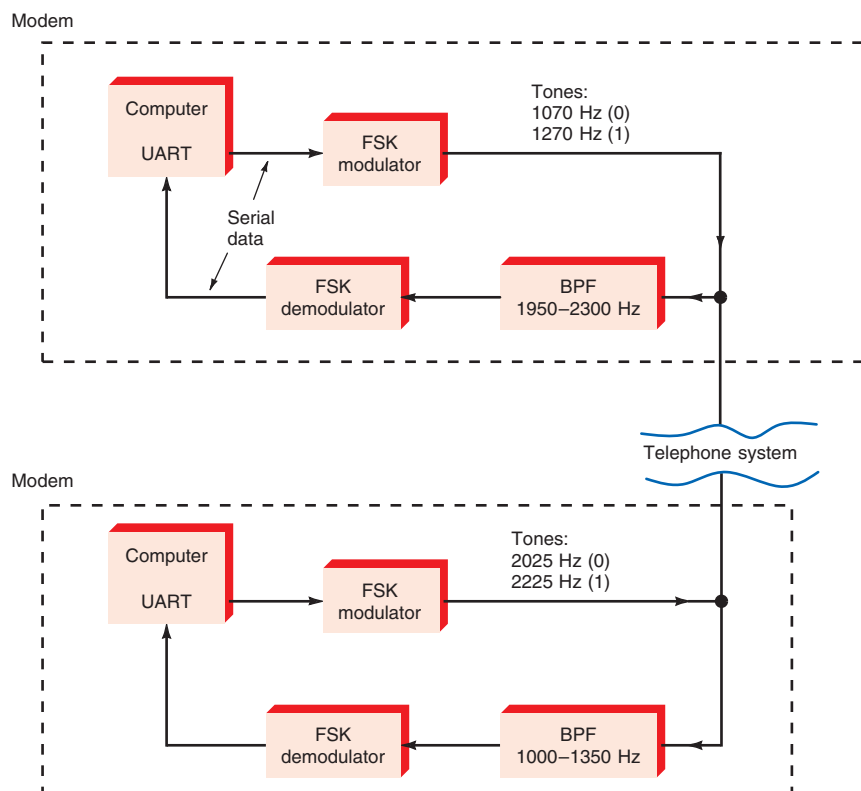 Modem
Computer
UART
FSK
modulator
Tones:
1070 Hz (0)
1270 Hz (1)
Serial
data
FSK
demodulator
BPF
1950–2300 Hz
Telephone system
Modem
Computer
UART
FSK
modulator
Tones:
2025 Hz (0)
2225 Hz (1)
FSK
demodulator
BPF
1000–1350 Hz